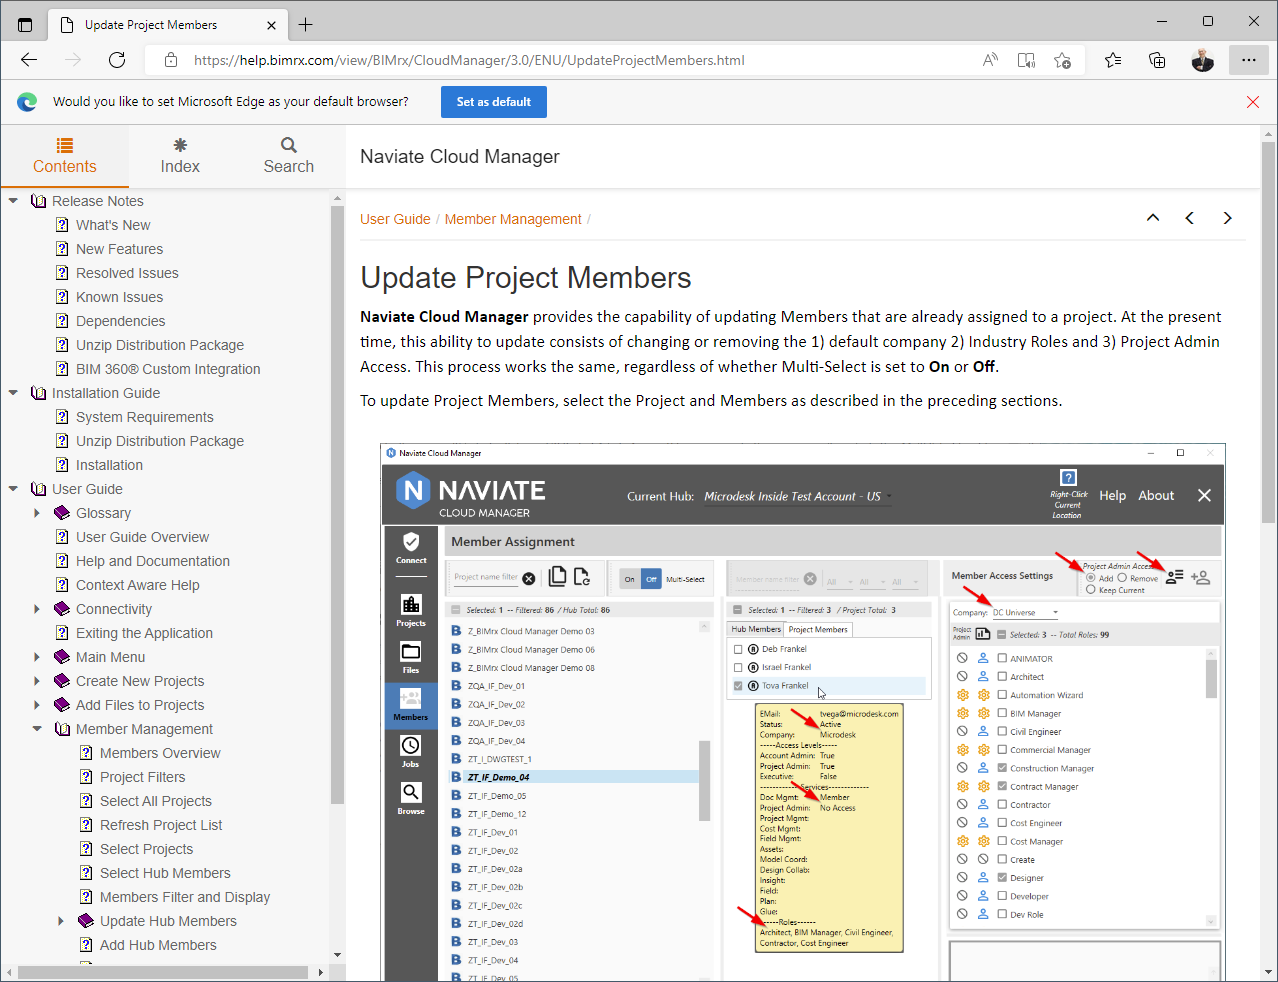 Update Project Members
https://help.bimrx.com/view/BIMrx/CloudManager/3.0/ENU/UpdateProjectMembers.html
Would you like to set Microsoft Edge as your default browser?
Set as default
Contents
Index
Search
Release Notes
What's New
New Features
Resolved Issues
Known Issues
Dependencies
Unzip Distribution Package
BIM 360® Custom Integration
Installation Guide
System Requirements
Unzip Distribution Package
Installation
User Guide
Glossary
User Guide Overview
Help and Documentation
Context Aware Help
Connectivity
Exiting the Application
Main Menu
Create New Projects
Add Files to Projects
Member Management
Members Overview
Project Filters
Select All Projects
Refresh Project List
Select Projects
Select Hub Members
Members Filter and Display
Update Hub Members
Add Hub Members
Naviate Cloud Manager
User Guide / Member Management /
Update Project Members
Naviate Cloud Manager provides the capability of updating Members that are already assigned to a project. At the present
time, this ability to update consists of changing or removing the 1) default company 2) Industry Roles and 3) Project Admin
Access. This process works the same, regardless of whether Multi-Select is set to On or Off.
To update Project Members, select the Project and Members as described in the preceding sections.
Naviate Cloud Manager
N NAVIATE
CLOUD MANAGER
Current Hub: Microdesk Inside Test Account - US
Right-Click
Current
Location
Help
About
Connect
Projects
Files
Members
Jobs
Browse
Member Assignment
Project name filter
On Off Multi-Select
Selected: 1 -- Filtered: 86 / Hub Total: 86
Z_BIMrx Cloud Manager Demo 03
Z_BIMrx Cloud Manager Demo 06
Z_BIMrx Cloud Manager Demo 08
ZQA_IF_Dev_01
ZQA_IF_Dev_02
ZQA_IF_Dev_03
ZQA_IF_Dev_04
ZT_I_DWGTEST_1
ZT_IF_Demo_04
ZT_IF_Demo_05
ZT_IF_Demo_12
ZT_IF_Dev_01
ZT_IF_Dev_02
ZT_IF_Dev_02a
ZT_IF_Dev_02b
ZT_IF_Dev_02c
ZT_IF_Dev_02d
ZT_IF_Dev_03
ZT_IF_Dev_04
ZT_IF_Dev_05
Member name filter
All All All
Selected: 1 -- Filtered: 3 / Project Total: 3
Hub Members Project Members
Deb Frankel
Israel Frankel
Tova Frankel
EMail: tvega@microdesk.com
Status: Active
Company: Microdesk
-----Access Levels-----
Account Admin: True
Project Admin: True
Executive: False
-------------Services-------------
Doc Mgmt: Member
Project Admin: No Access
Project Mgmt:
Cost Mgmt:
Field Mgmt:
Assets:
Model Coord:
Design Collab:
Insight:
Field:
Plan:
Glue:
-----Roles------
Architect, BIM Manager, Civil Engineer,
Contractor, Cost Engineer
Member Access Settings
Project Admin Access
Add Remove
Keep Current
Company: DC Universe
Project
Admin
Selected: 3 -- Total Roles: 99
ANIMATOR
Architect
Automation Wizard
BIM Manager
Civil Engineer
Commercial Manager
Construction Manager
Contract Manager
Contractor
Cost Engineer
Cost Manager
Create
Designer
Developer
Dev Role